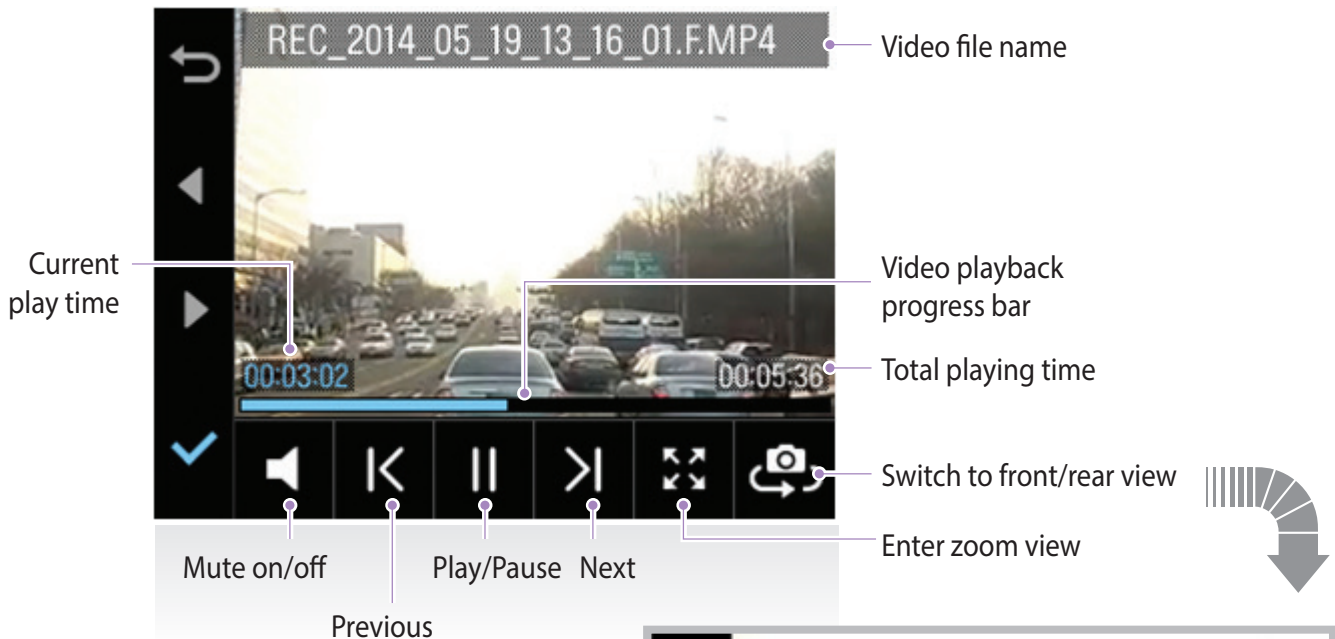 REC_2014_05_19_13_16_01.F.MP4
Video file name
Current
play time
Video playback
progress bar
00:03:02
00:05:36
Total playing time
Switch to front/rear view
Enter zoom view
Mute on/off
Play/Pause
Next
Previous